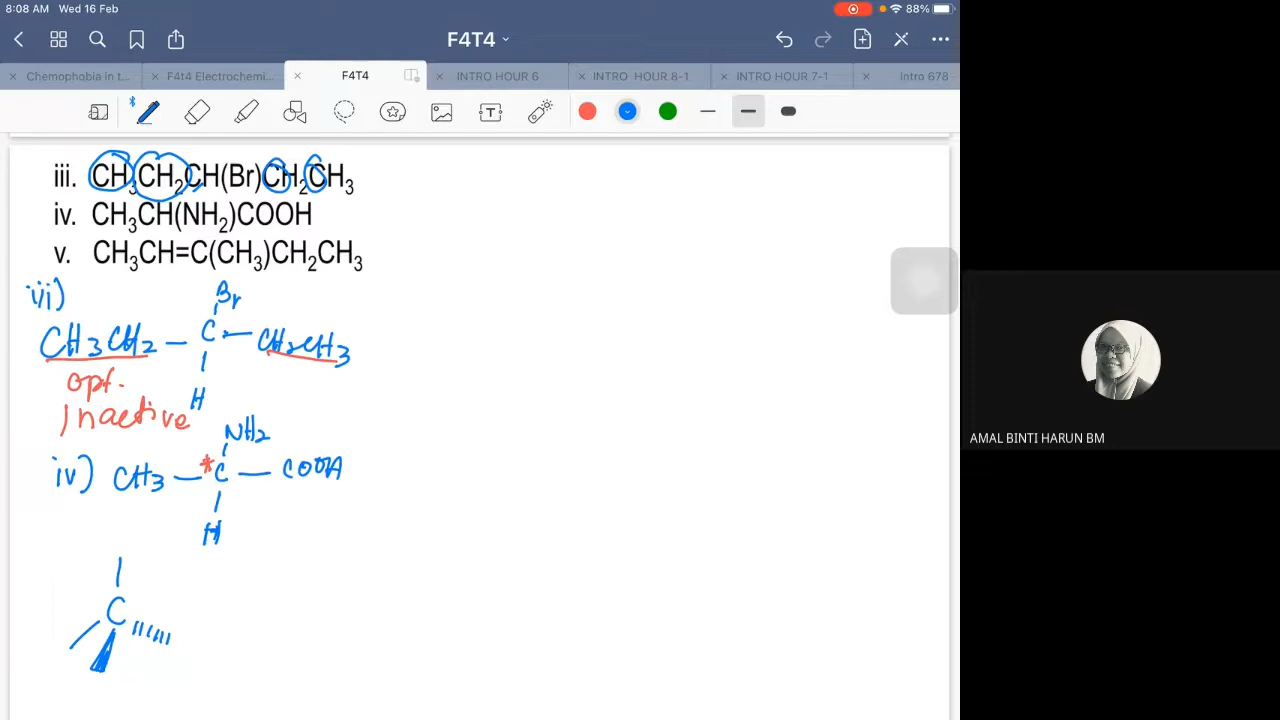 8:08 AM Wed 16 Feb
88%
F4T4
Chemophobia in t...
F4t4 Electrochemi...
F4T4
INTRO HOUR 6
INTRO HOUR 8-1
INTRO HOUR 7-1
Intro 678
T
iii. CH₃CH₂CH(Br)CH₂CH₃
iv. CH₃CH(NH₂)COOH
v. CH₃CH=C(CH₃)CH₂CH₃
iii)
Br
CH₃CH₂ — C — CH₂CH₃
H
opt.
Inactive
NH₂
iv) CH₃ — *C — COOH
H
C
AMAL BINTI HARUN BM